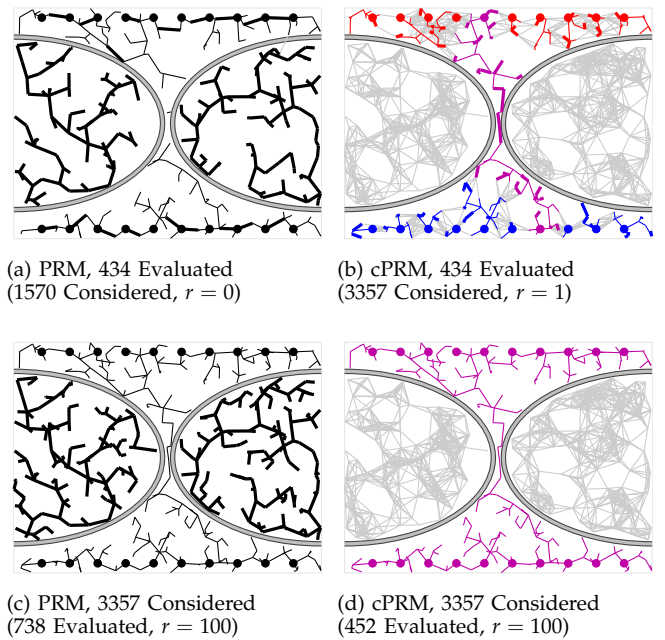 (a) PRM, 434 Evaluated
(1570 Considered, r = 0)
(b) cPRM, 434 Evaluated
(3357 Considered, r = 1)
(c) PRM, 3357 Considered
(738 Evaluated, r = 100)
(d) cPRM, 3357 Considered
(452 Evaluated, r = 100)